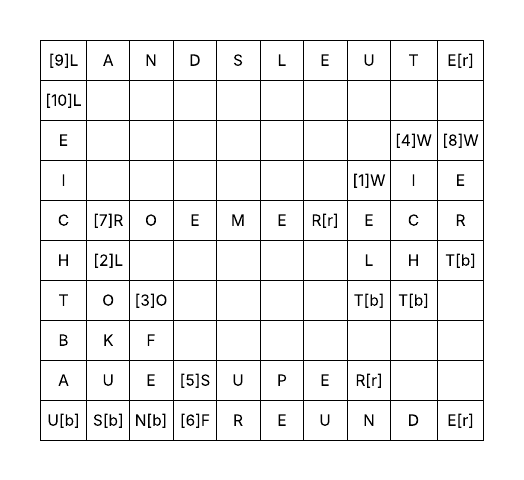 [9]L A N D S L E U T E[r]
[10]L
E [4]W [8]W
I [1]W I E
C [7]R O E M E R[r] E C R
H [2]L L H T[b]
T O [3]O T[b] T[b]
B K F
A U E [5]S U P E R[r]
U[b] S[b] N[b] [6]F R E U N D E[r]